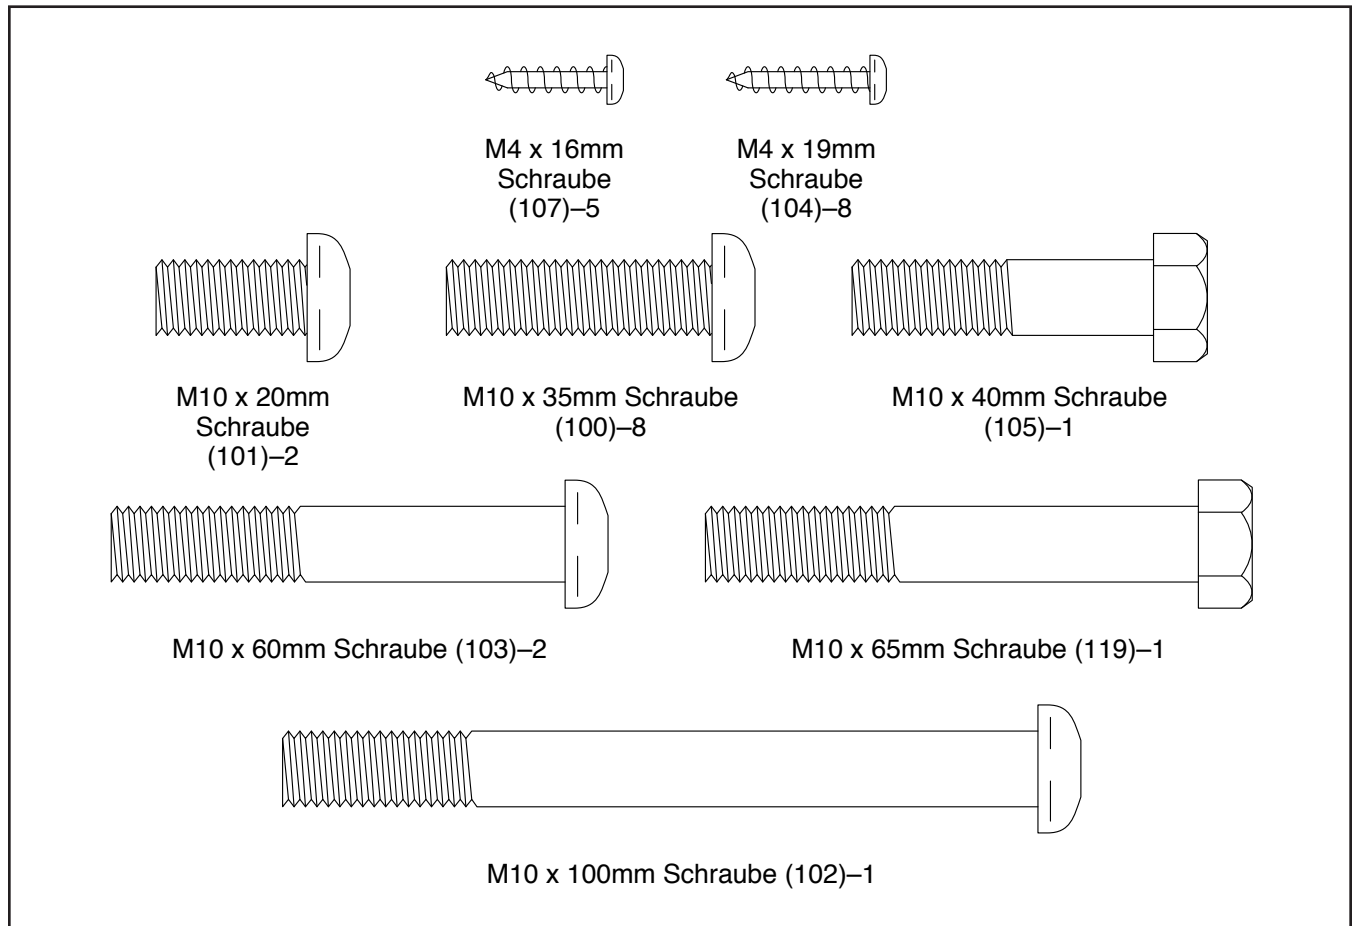 M4 x 16mm
Schraube
(107)–5
M4 x 19mm
Schraube
(104)–8
M10 x 20mm
Schraube
(101)–2
M10 x 35mm Schraube
(100)–8
M10 x 40mm Schraube
(105)–1
M10 x 60mm Schraube (103)–2
M10 x 65mm Schraube (119)–1
M10 x 100mm Schraube (102)–1